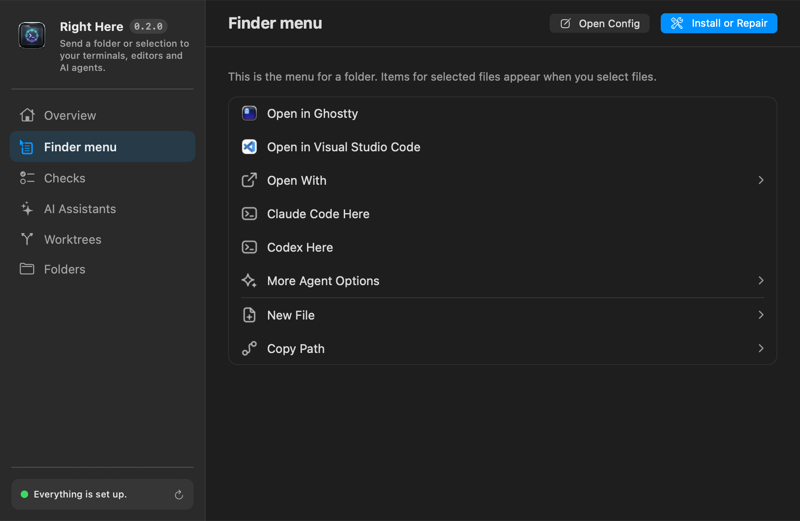 Right Here 0.2.0
Send a folder or selection to
your terminals, editors and
AI agents.
Overview
Finder menu
Checks
AI Assistants
Worktrees
Folders
Everything is set up.
Finder menu
Open Config
Install or Repair
This is the menu for a folder. Items for selected files appear when you select files.
Open in Ghostty
Open in Visual Studio Code
Open With
Claude Code Here
Codex Here
More Agent Options
New File
Copy Path